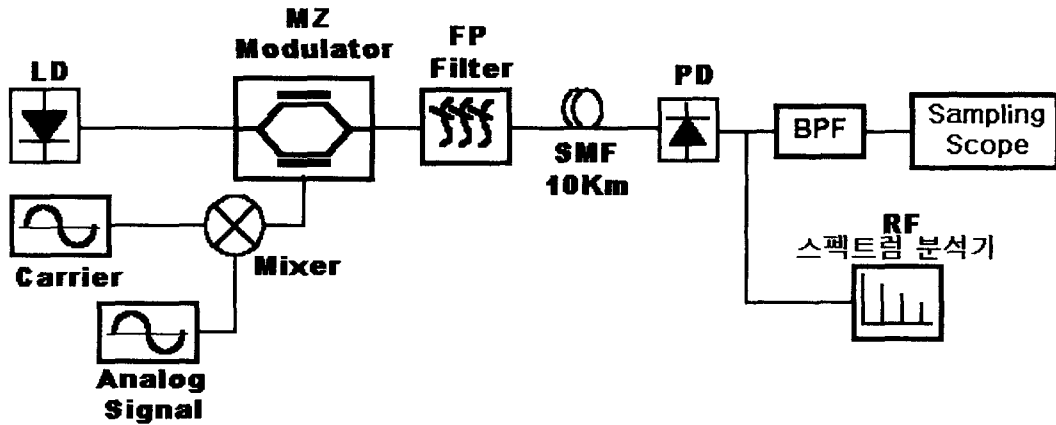 MZ
Modulator
LD
FP
Filter
PD
BPF
Sampling
Scope
SMF
10Km
Carrier
Mixer
RF
스펙트럼 분석기
Analog
Signal